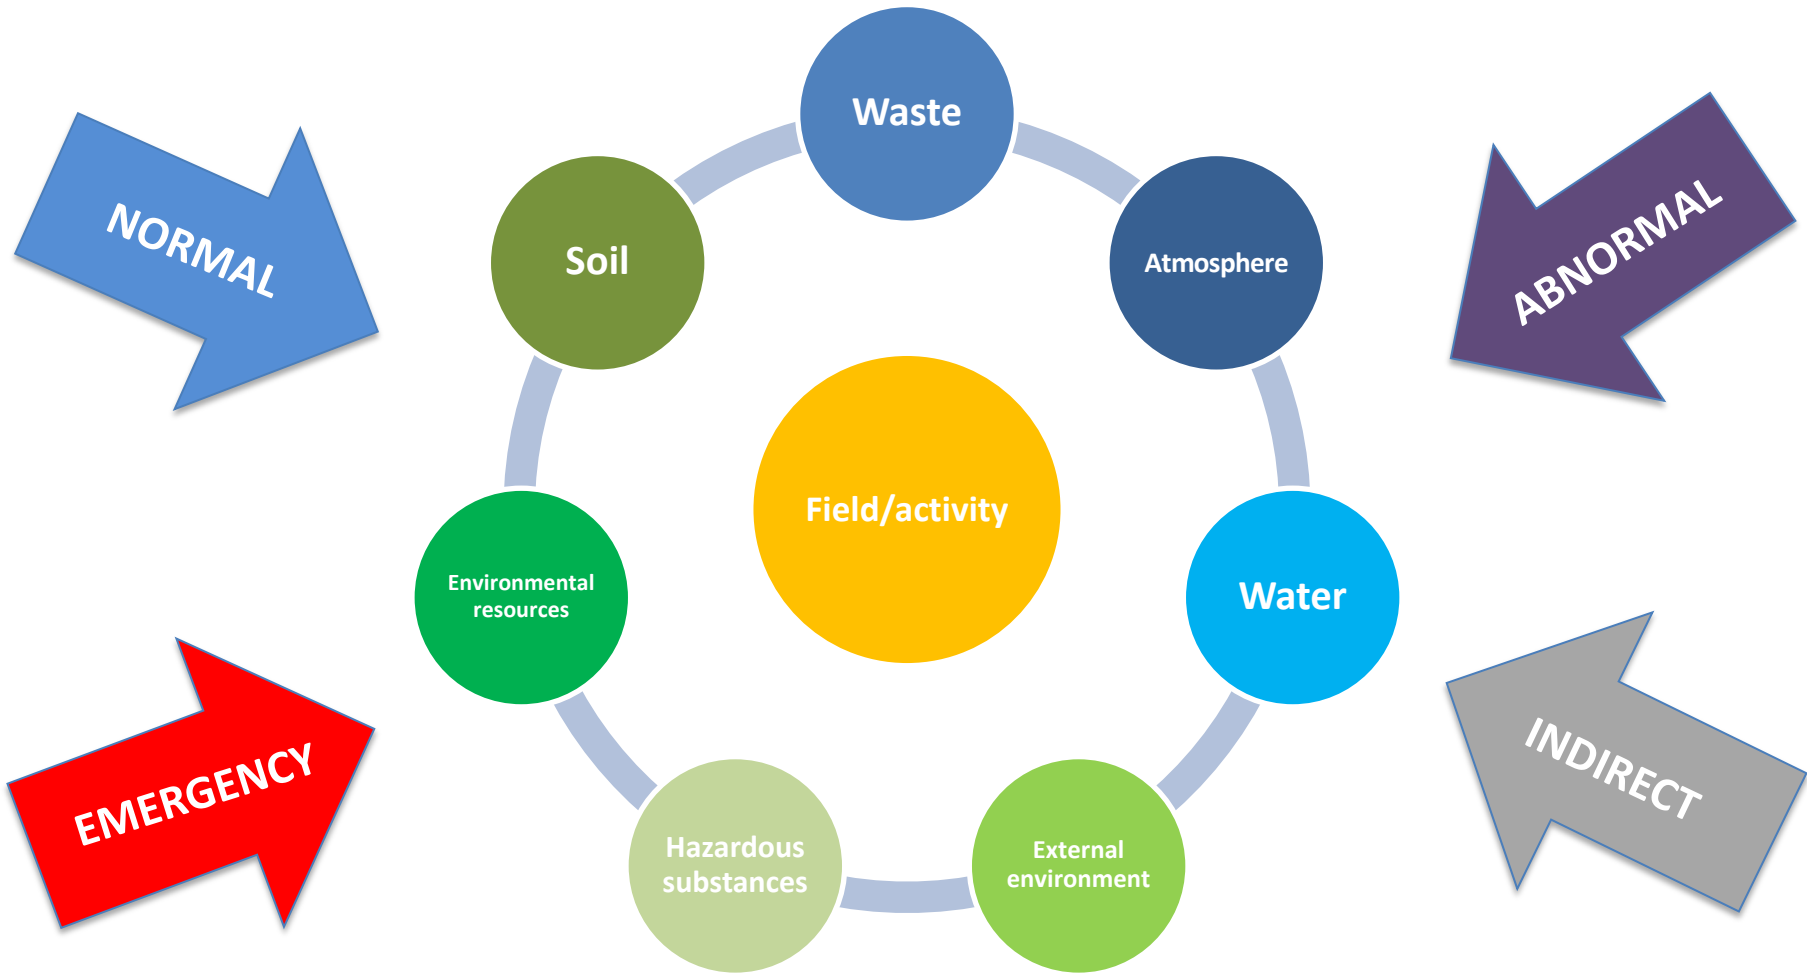 Waste
NORMAL
ABNORMAL
Soil
Atmosphere
Field/activity
Environmental
resources
Water
EMERGENCY
INDIRECT
Hazardous
substances
External
environment